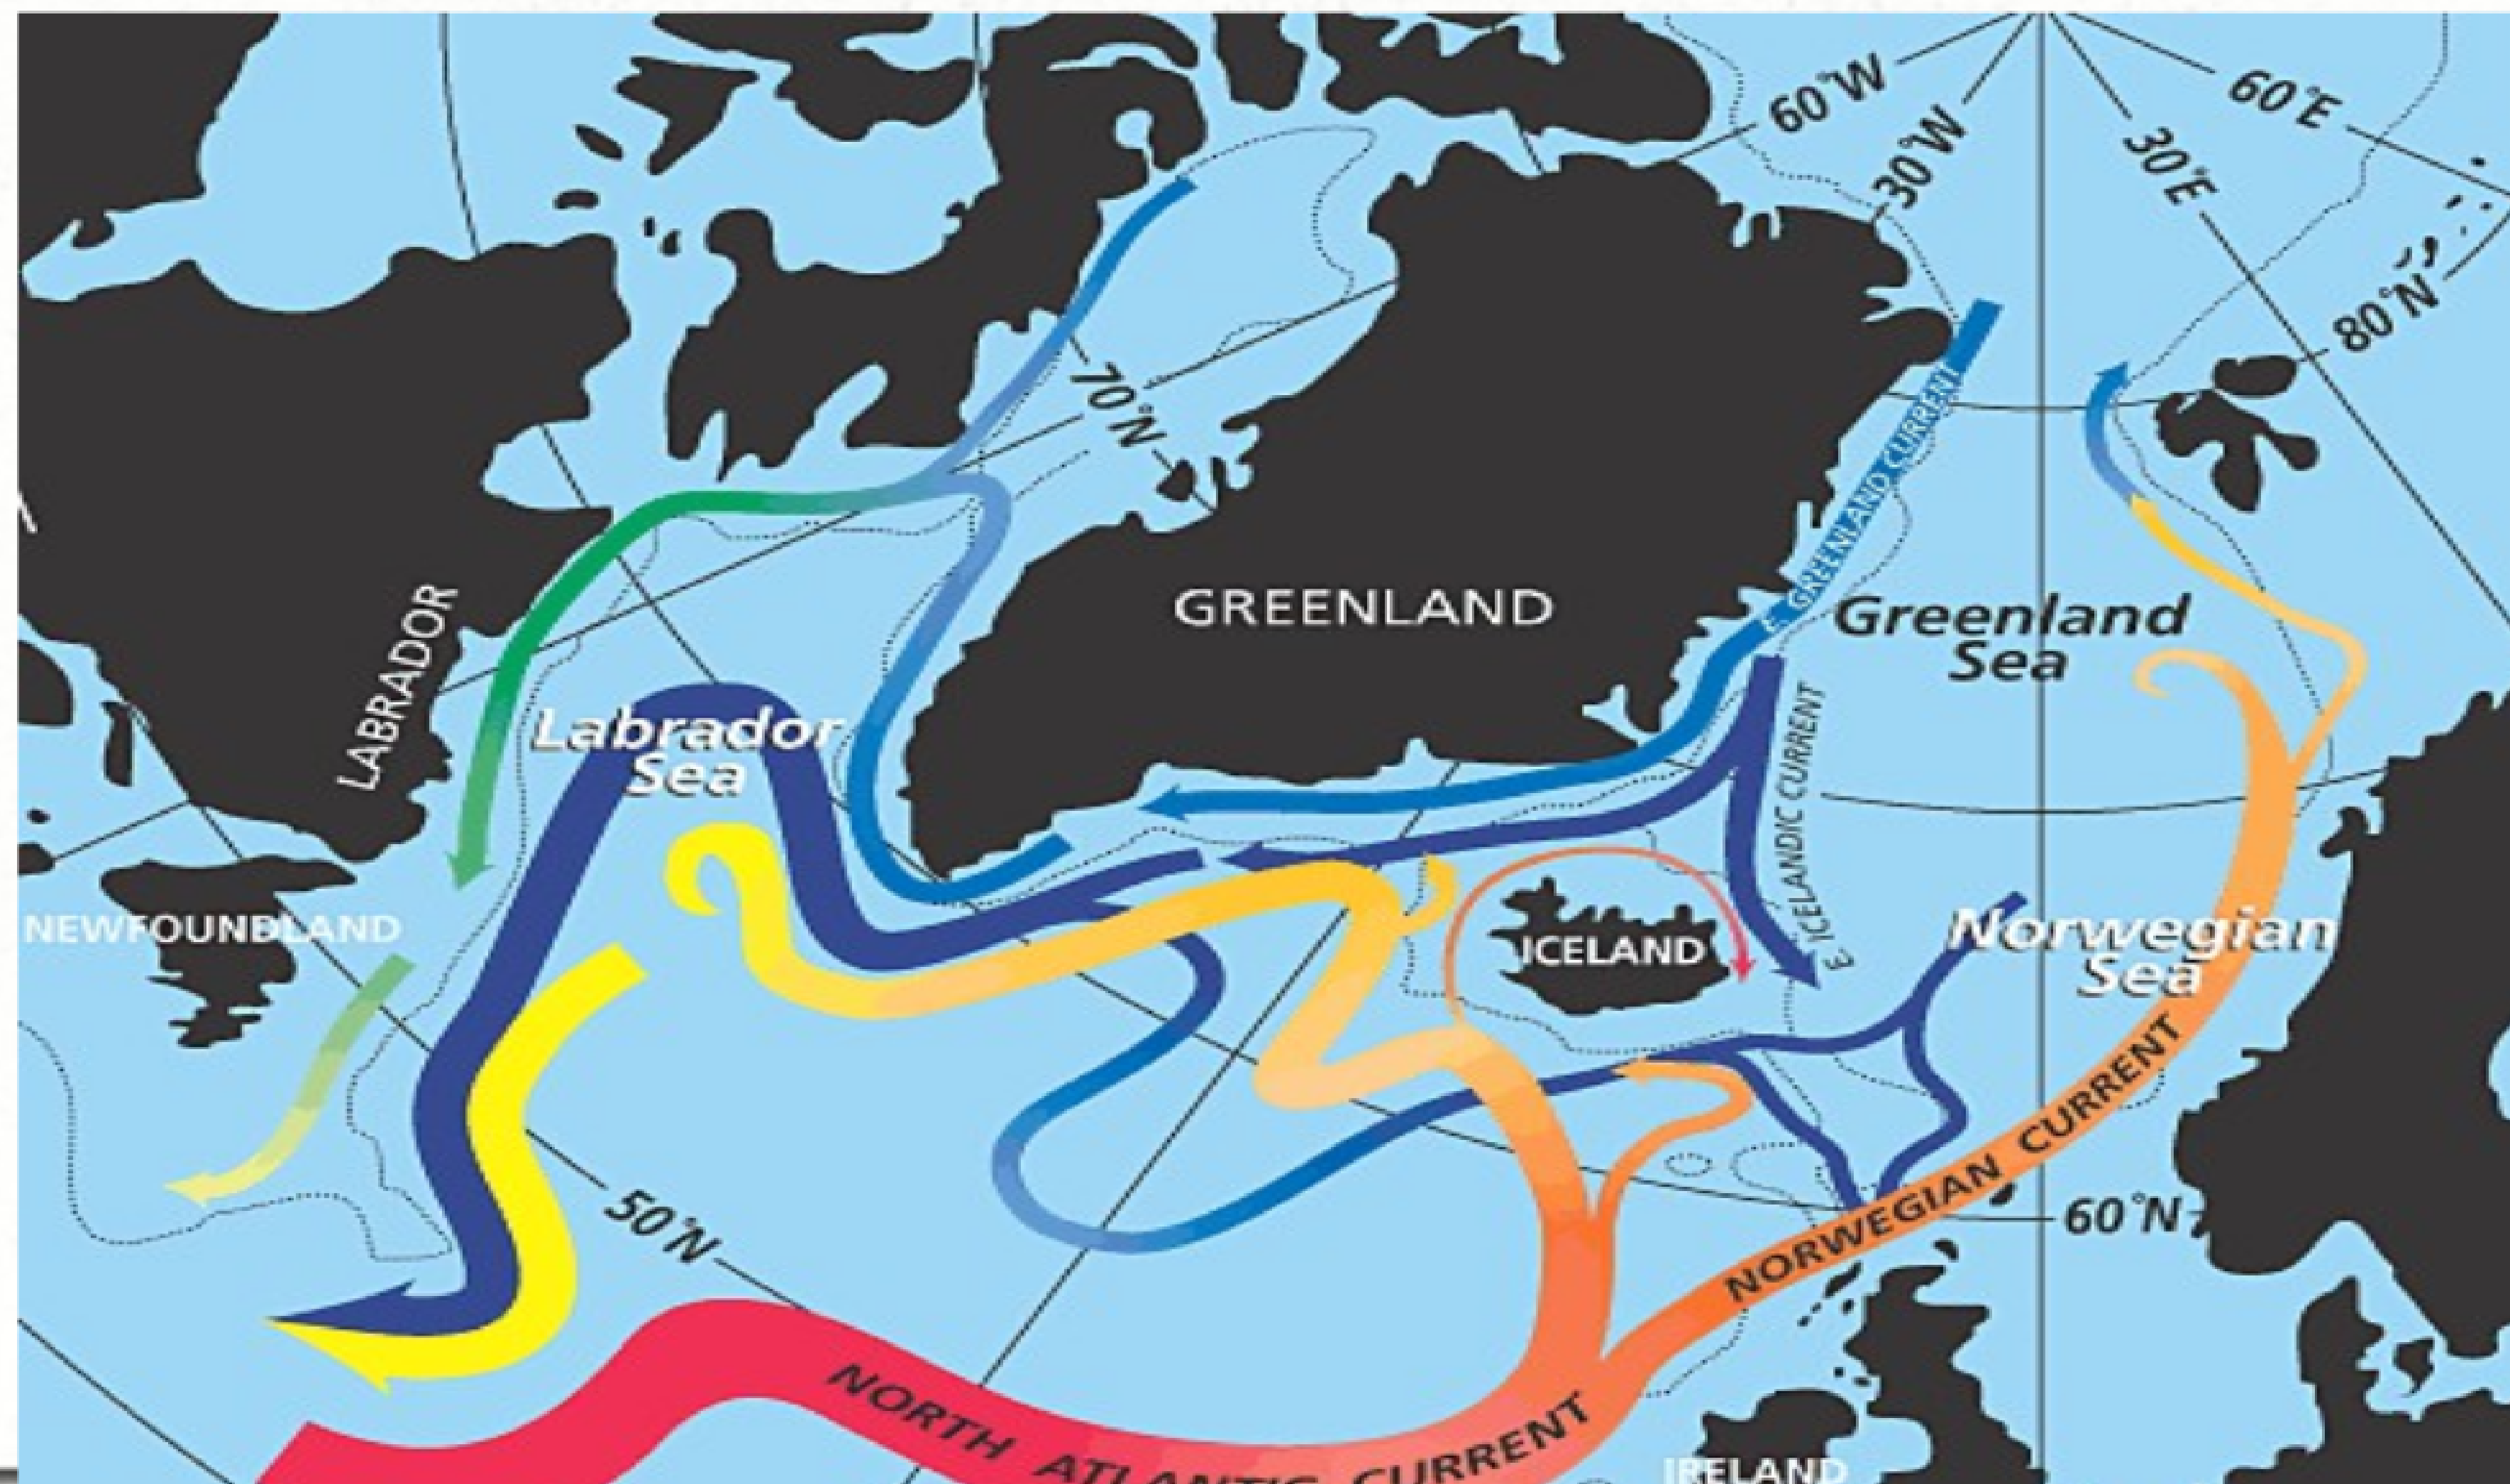 60°W
60°E
30°W
30°E
80°N
70°N
E GREENLAND CURRENT
GREENLAND
Greenland
Sea
LABRADOR
Labrador
Sea
E ICELANDIC CURRENT
NEWFOUNDLAND
ICELAND
Norwegian
Sea
50°N
60°N
NORWEGIAN CURRENT
NORTH ATLANTIC CURRENT
IRELAND